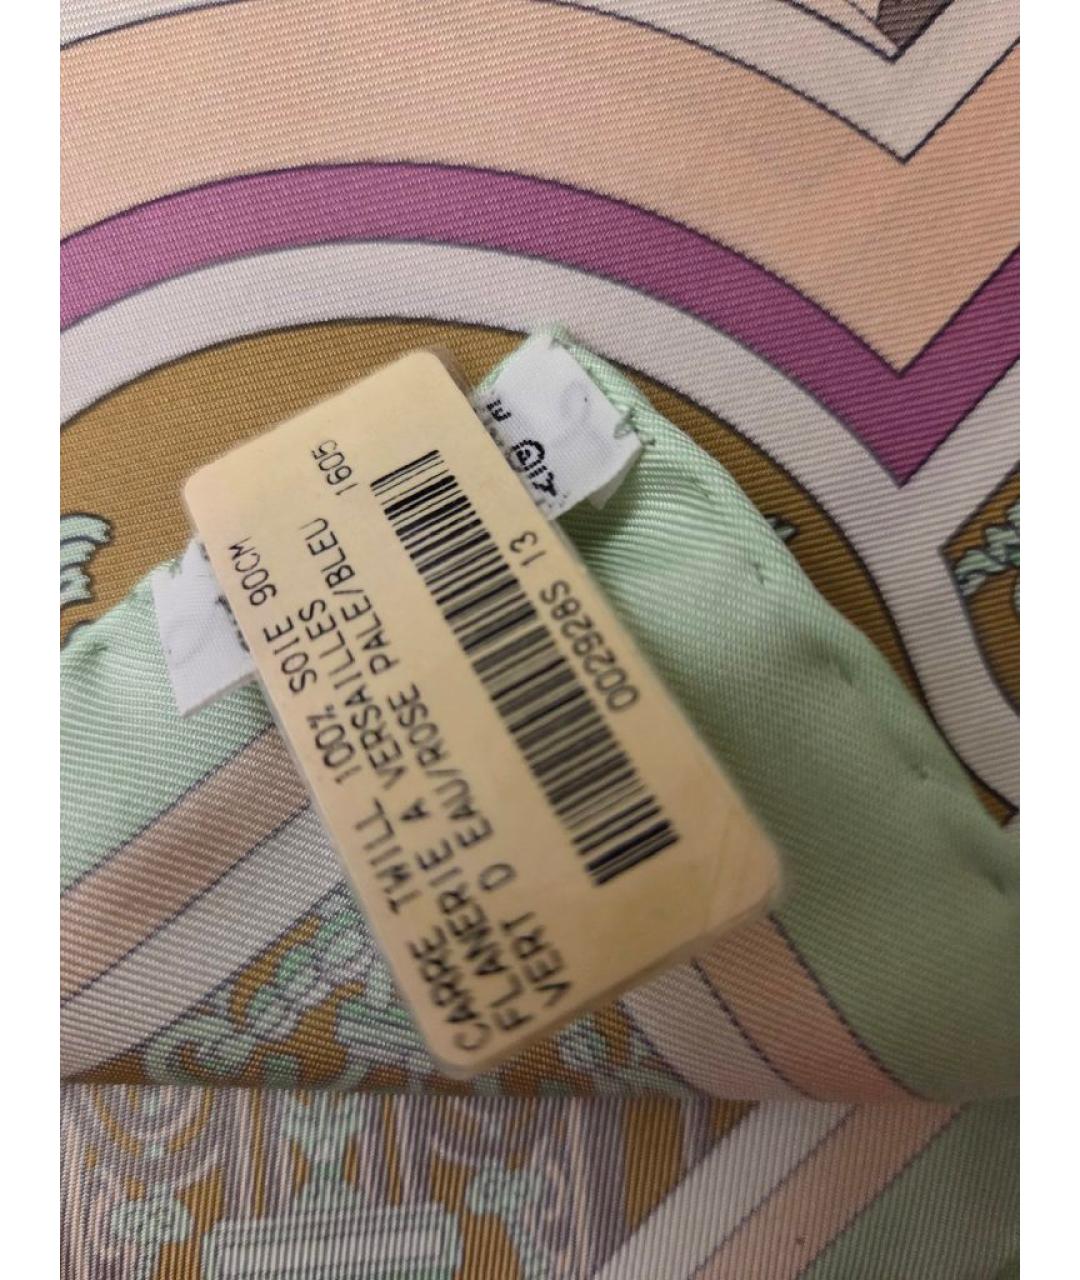 CARRE TWILL 100% SOIE 90CM
FLANERIE A VERSAILLES
VERT D EAU/ROSE PALE/BLEU 1605
002928S 13